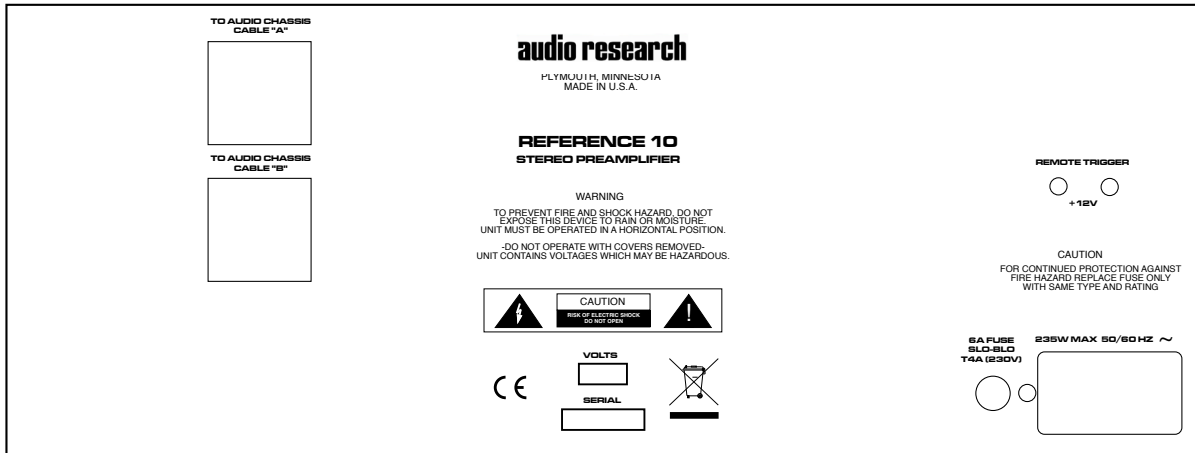 TO AUDIO CHASSIS
CABLE "A"
TO AUDIO CHASSIS
CABLE "B"
audio research
PLYMOUTH, MINNESOTA
MADE IN U.S.A.
REFERENCE 10
STEREO PREAMPLIFIER
WARNING
TO PREVENT FIRE AND SHOCK HAZARD, DO NOT
EXPOSE THIS DEVICE TO RAIN OR MOISTURE.
UNIT MUST BE OPERATED IN A HORIZONTAL POSITION.
-DO NOT OPERATE WITH COVERS REMOVED-
UNIT CONTAINS VOLTAGES WHICH MAY BE HAZARDOUS.
CAUTION
RISK OF ELECTRIC SHOCK
DO NOT OPEN
!
CE
VOLTS
SERIAL
REMOTE TRIGGER
+12V
CAUTION
FOR CONTINUED PROTECTION AGAINST
FIRE HAZARD REPLACE FUSE ONLY
WITH SAME TYPE AND RATING
6A FUSE
SLO-BLO
T4A (230V)
235W MAX 50/60 HZ ~